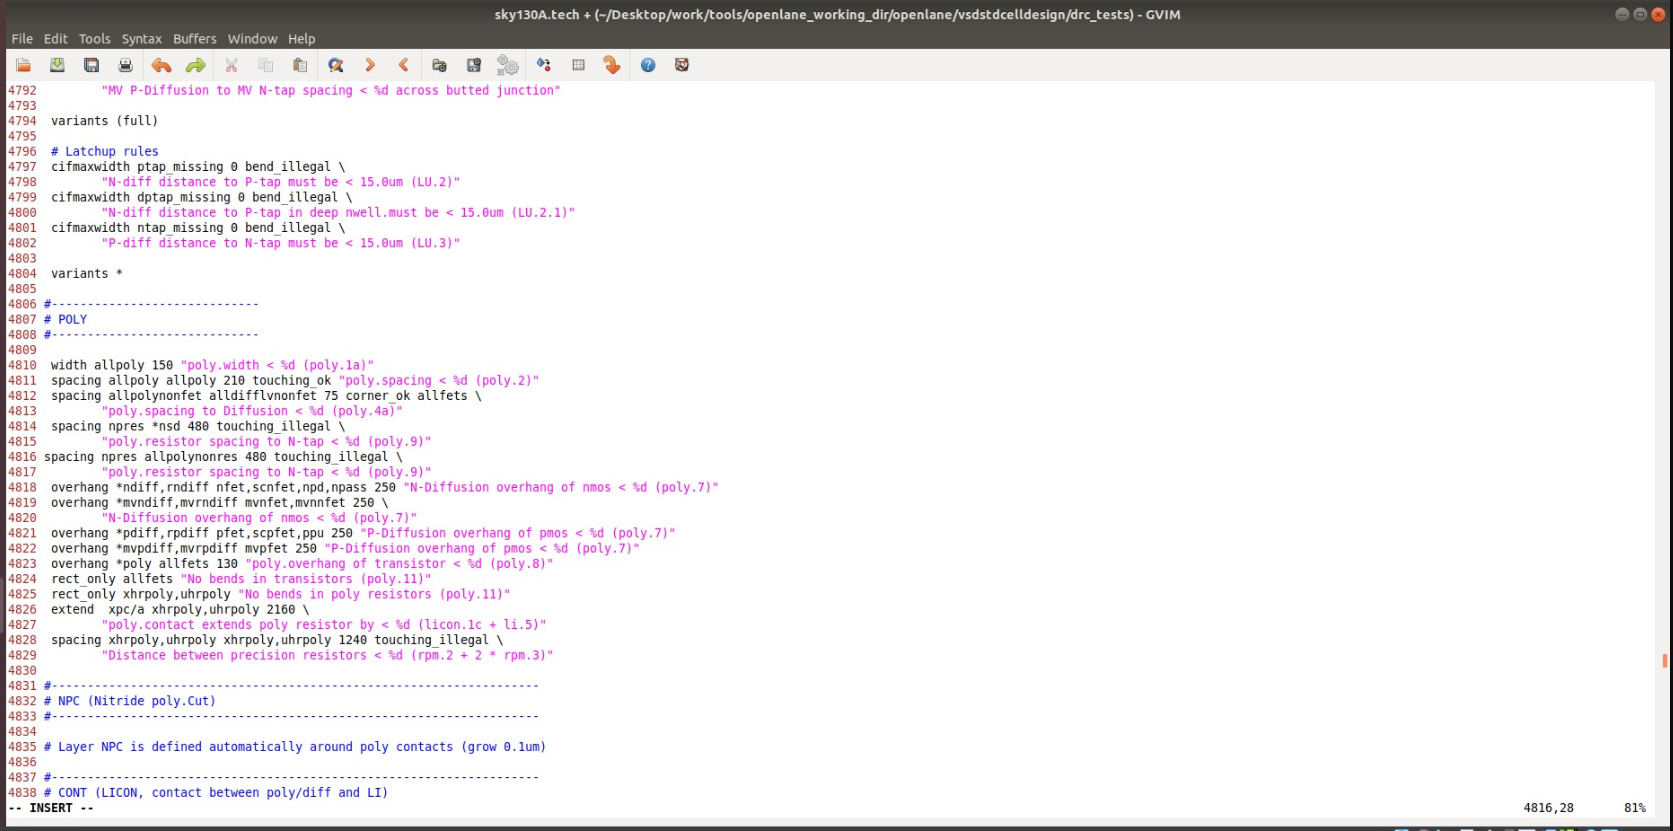 sky130A.tech + (~/Desktop/work/tools/openlane_working_dir/openlane/vsdstdcelldesign/drc_tests) - GVIM
File Edit Tools Syntax Buffers Window Help
4792 "MV P-Diffusion to MV N-tap spacing < %d across butted junction"
4793
4794 variants (full)
4795
4796 # Latchup rules
4797 cifmaxwidth ptap_missing 0 bend_illegal \
4798 "N-diff distance to P-tap must be < 15.0um (LU.2)"
4799 cifmaxwidth dptap_missing 0 bend_illegal \
4800 "N-diff distance to P-tap in deep nwell.must be < 15.0um (LU.2.1)"
4801 cifmaxwidth ntap_missing 0 bend_illegal \
4802 "P-diff distance to N-tap must be < 15.0um (LU.3)"
4803
4804 variants *
4805
4806 #-----------------------------
4807 # POLY
4808 #-----------------------------
4809
4810 width allpoly 150 "poly.width < %d (poly.1a)"
4811 spacing allpoly allpoly 210 touching_ok "poly.spacing < %d (poly.2)"
4812 spacing allpolynonfet alldifflvnonfet 75 corner_ok allfets \
4813 "poly.spacing to Diffusion < %d (poly.4a)"
4814 spacing npres *nsd 480 touching_illegal \
4815 "poly.resistor spacing to N-tap < %d (poly.9)"
4816 spacing npres allpolynonres 480 touching_illegal \
4817 "poly.resistor spacing to N-tap < %d (poly.9)"
4818 overhang *ndiff,rndiff nfet,scnfet,npd,npass 250 "N-Diffusion overhang of nmos < %d (poly.7)"
4819 overhang *mvndiff,mvrndiff mvnfet,mvnnfet 250 \
4820 "N-Diffusion overhang of nmos < %d (poly.7)"
4821 overhang *pdiff,rpdiff pfet,scpfet,ppu 250 "P-Diffusion overhang of pmos < %d (poly.7)"
4822 overhang *mvpdiff,mvrpdiff mvpfet 250 "P-Diffusion overhang of pmos < %d (poly.7)"
4823 overhang *poly allfets 130 "poly.overhang of transistor < %d (poly.8)"
4824 rect_only allfets "No bends in transistors (poly.11)"
4825 rect_only xhrpoly,uhrpoly "No bends in poly resistors (poly.11)"
4826 extend  xpc/a xhrpoly,uhrpoly 2160 \
4827 "poly.contact extends poly resistor by < %d (licon.1c + li.5)"
4828 spacing xhrpoly,uhrpoly xhrpoly,uhrpoly 1240 touching_illegal \
4829 "Distance between precision resistors < %d (rpm.2 + 2 * rpm.3)"
4830
4831 #--------------------------------------------------------------------
4832 # NPC (Nitride poly.Cut)
4833 #--------------------------------------------------------------------
4834
4835 # Layer NPC is defined automatically around poly contacts (grow 0.1um)
4836
4837 #--------------------------------------------------------------------
4838 # CONT (LICON, contact between poly/diff and LI)
-- INSERT -- 4816,28 81%